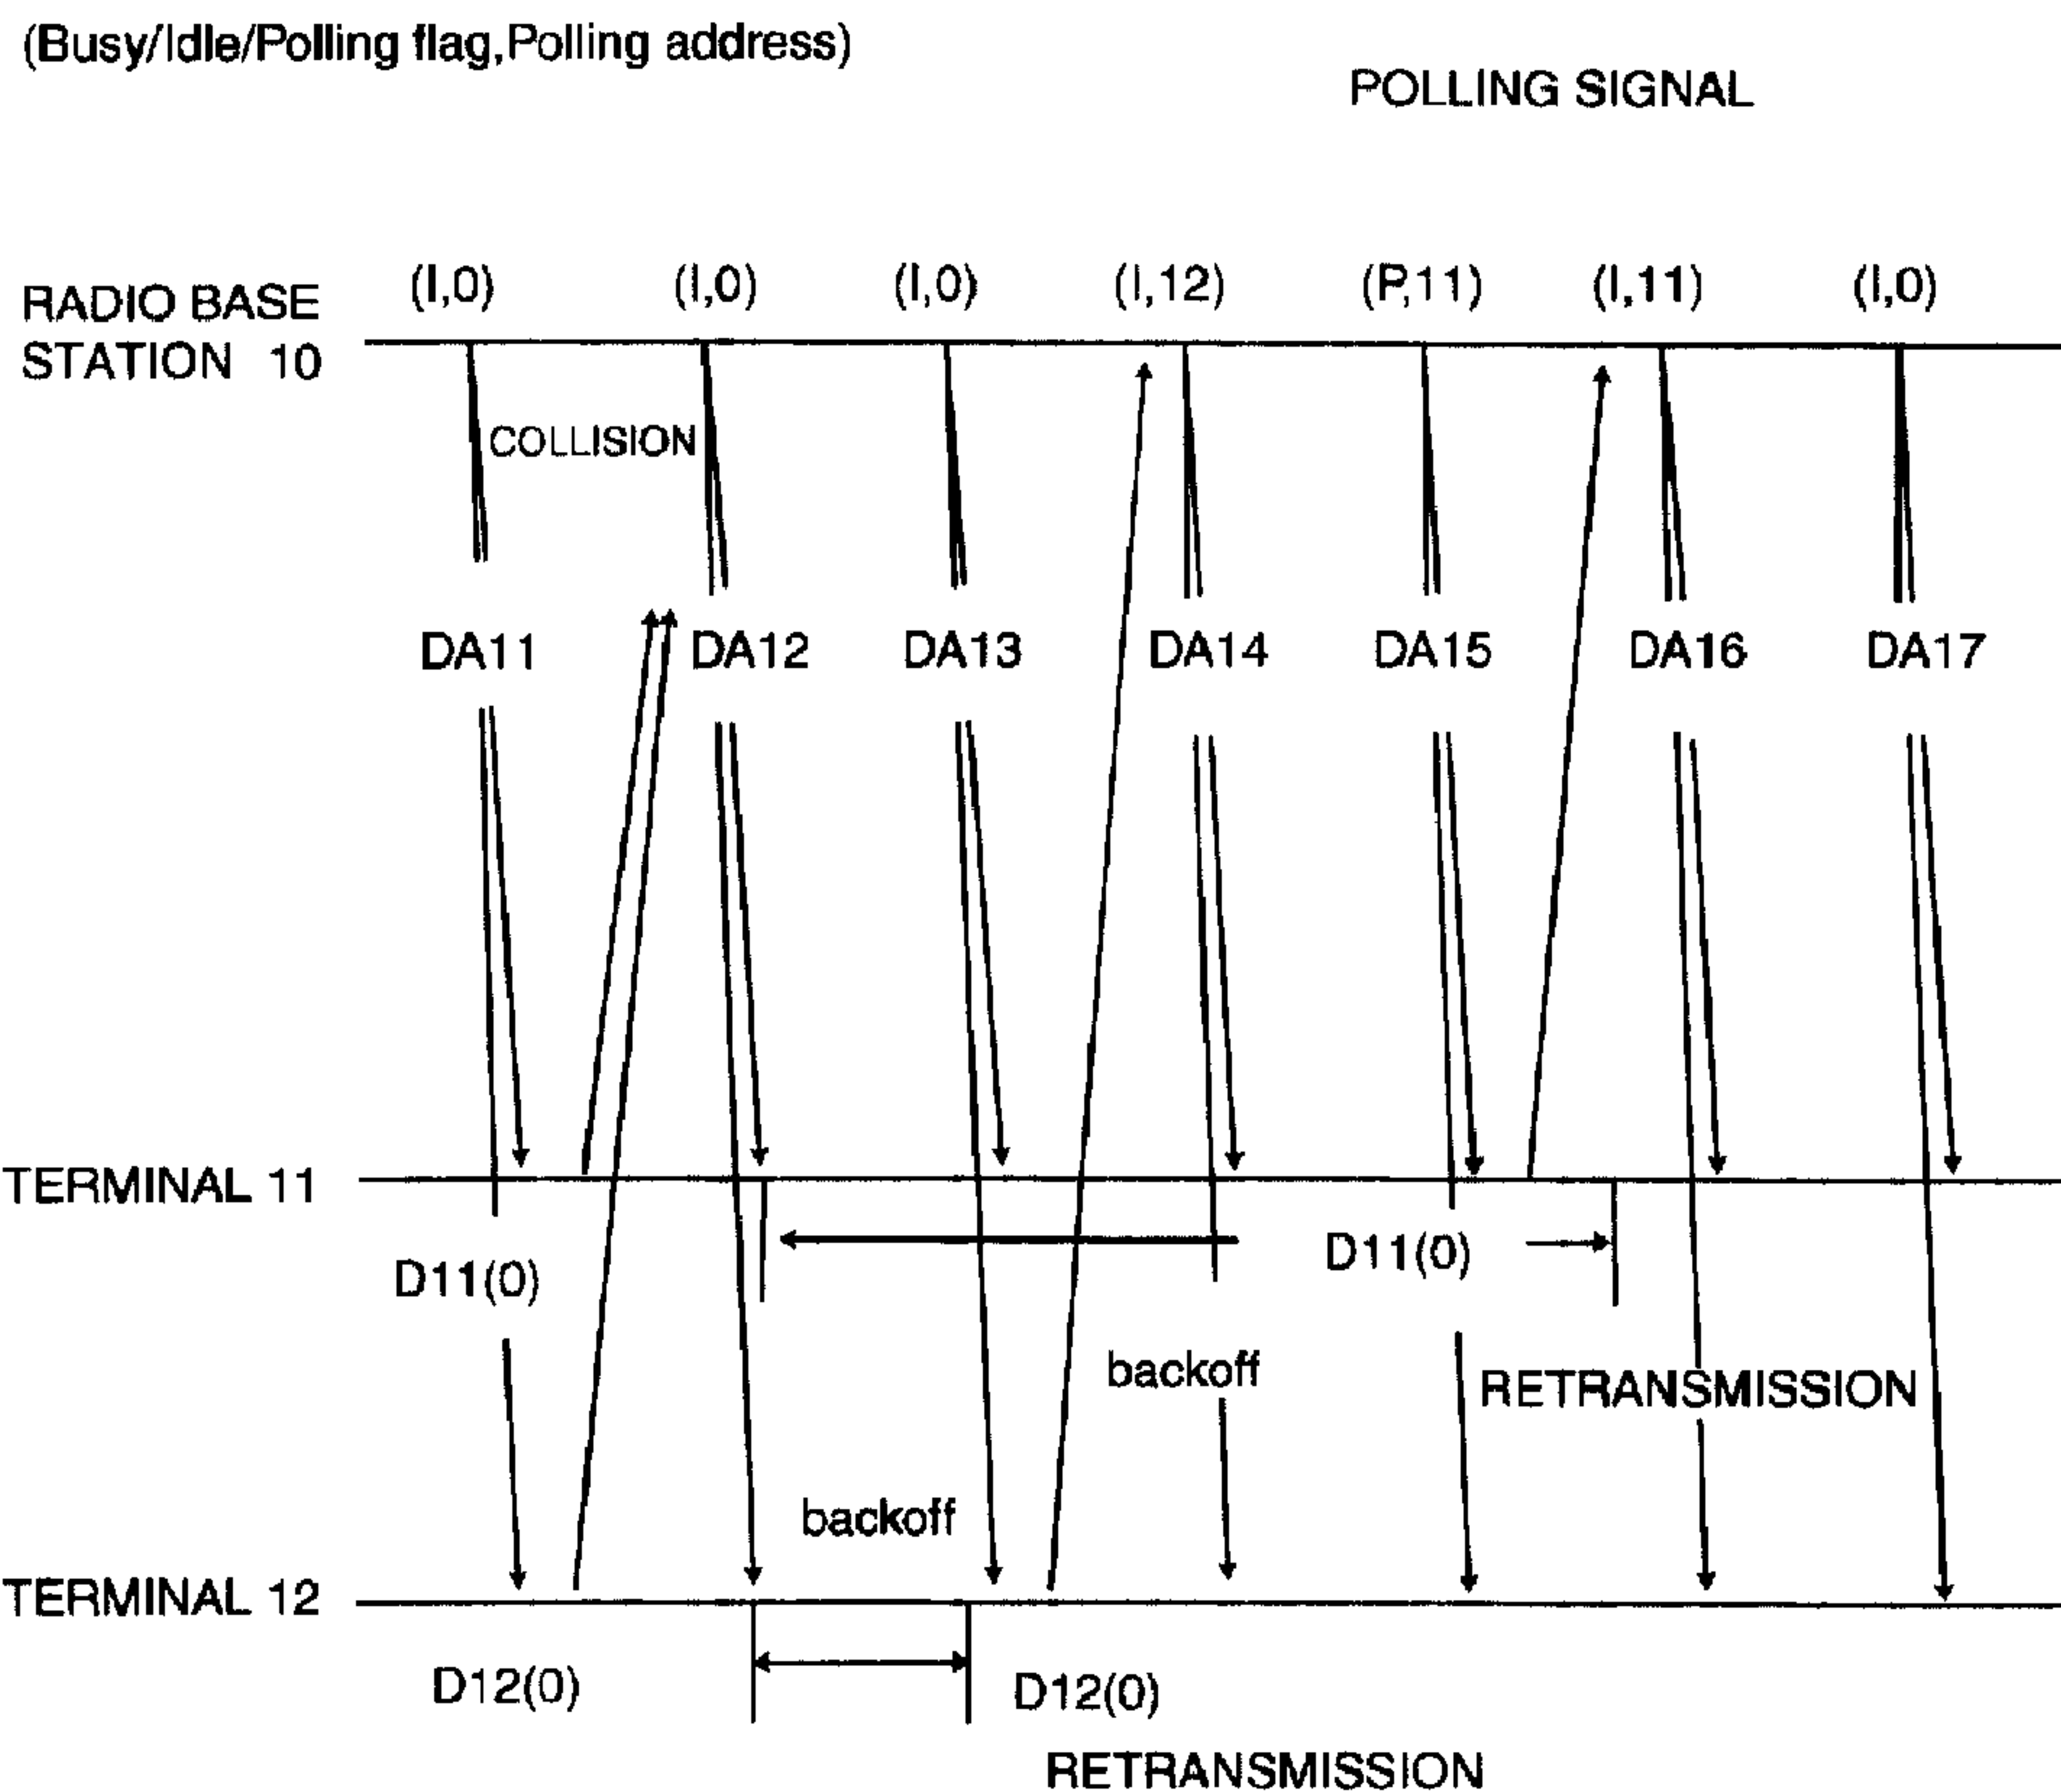 (Busy/Idle/Polling flag,Polling address)
POLLING SIGNAL
RADIO BASE
STATION 10
(I,0)
(I,0)
(I,0)
(I,12)
(P,11)
(I,11)
(I,0)
COLLISION
DA11
DA12
DA13
DA14
DA15
DA16
DA17
TERMINAL 11
D11(0)
D11(0)
backoff
RETRANSMISSION
backoff
TERMINAL 12
D12(0)
D12(0)
RETRANSMISSION